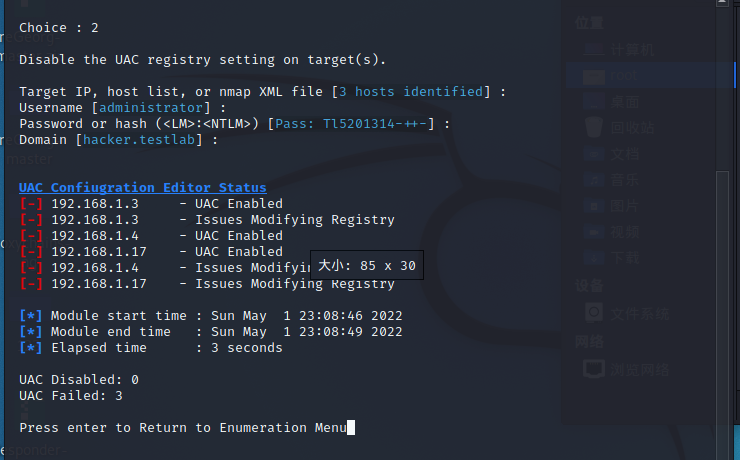 Choice : 2
Disable the UAC registry setting on target(s).
Target IP, host list, or nmap XML file [3 hosts identified] :
Username [administrator] :
Password or hash (<LM>:<NTLM>) [Pass: Tl5201314-++-] :
Domain [hacker.testlab] :
UAC Confiugration Editor Status
[-] 192.168.1.3    - UAC Enabled
[-] 192.168.1.3    - Issues Modifying Registry
[-] 192.168.1.4    - UAC Enabled
[-] 192.168.1.17   - UAC Enabled
[-] 192.168.1.4    - Issues Modifyin
[-] 192.168.1.17   - Issues Modifying Registry
大小: 85 x 30
[*] Module start time : Sun May  1 23:08:46 2022
[*] Module end time   : Sun May  1 23:08:49 2022
[*] Elapsed time      : 3 seconds
UAC Disabled: 0
UAC Failed: 3
Press enter to Return to Enumeration Menu
位置
计算机
root
桌面
回收站
文档
音乐
图片
视频
下载
设备
文件系统
网络
浏览网络
master
esponder-